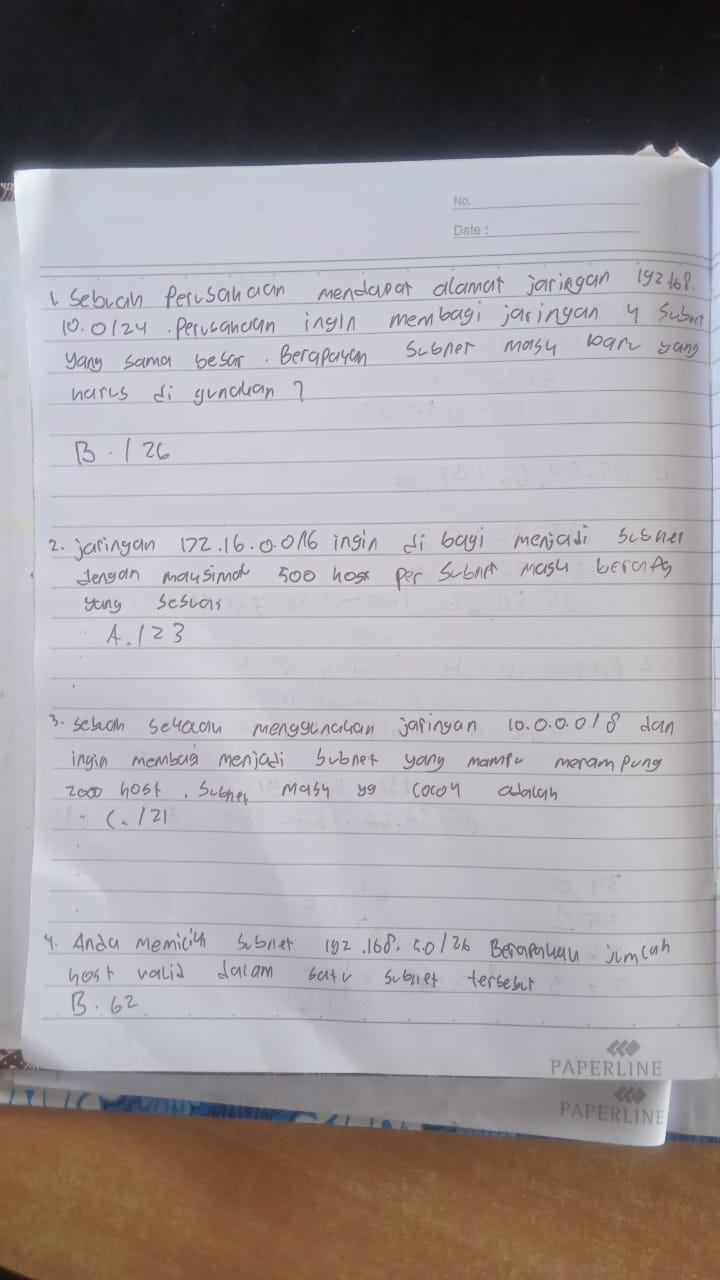 No.
Date :
1. Sebuah Perusahaan mendapat alamat jaringan 192.168.
10.0/24 . Perusahaan ingin membagi jaringan 4 Subnet
yang sama besar . Berapakah Subnet mask baru yang
harus di gunakan ?
B. /26
2. jaringan 172.16.0.0/16 ingin di bagi menjadi subnet
dengan maksimal 500 host per Subnet mask berapa
yang sesuai
A. /23
3. sebuah sekolah menggunakan jaringan 10.0.0.0/8 dan
ingin membagi menjadi Subnet yang mampu menampung
2000 host . Subnet mask yg cocok adalah
C. /21
4. Anda memilih subnet 192.168.5.0/26 Berapakah jumlah
host valid dalam satu subnet tersebut
B. 62
PAPERLINE
PAPERLINE